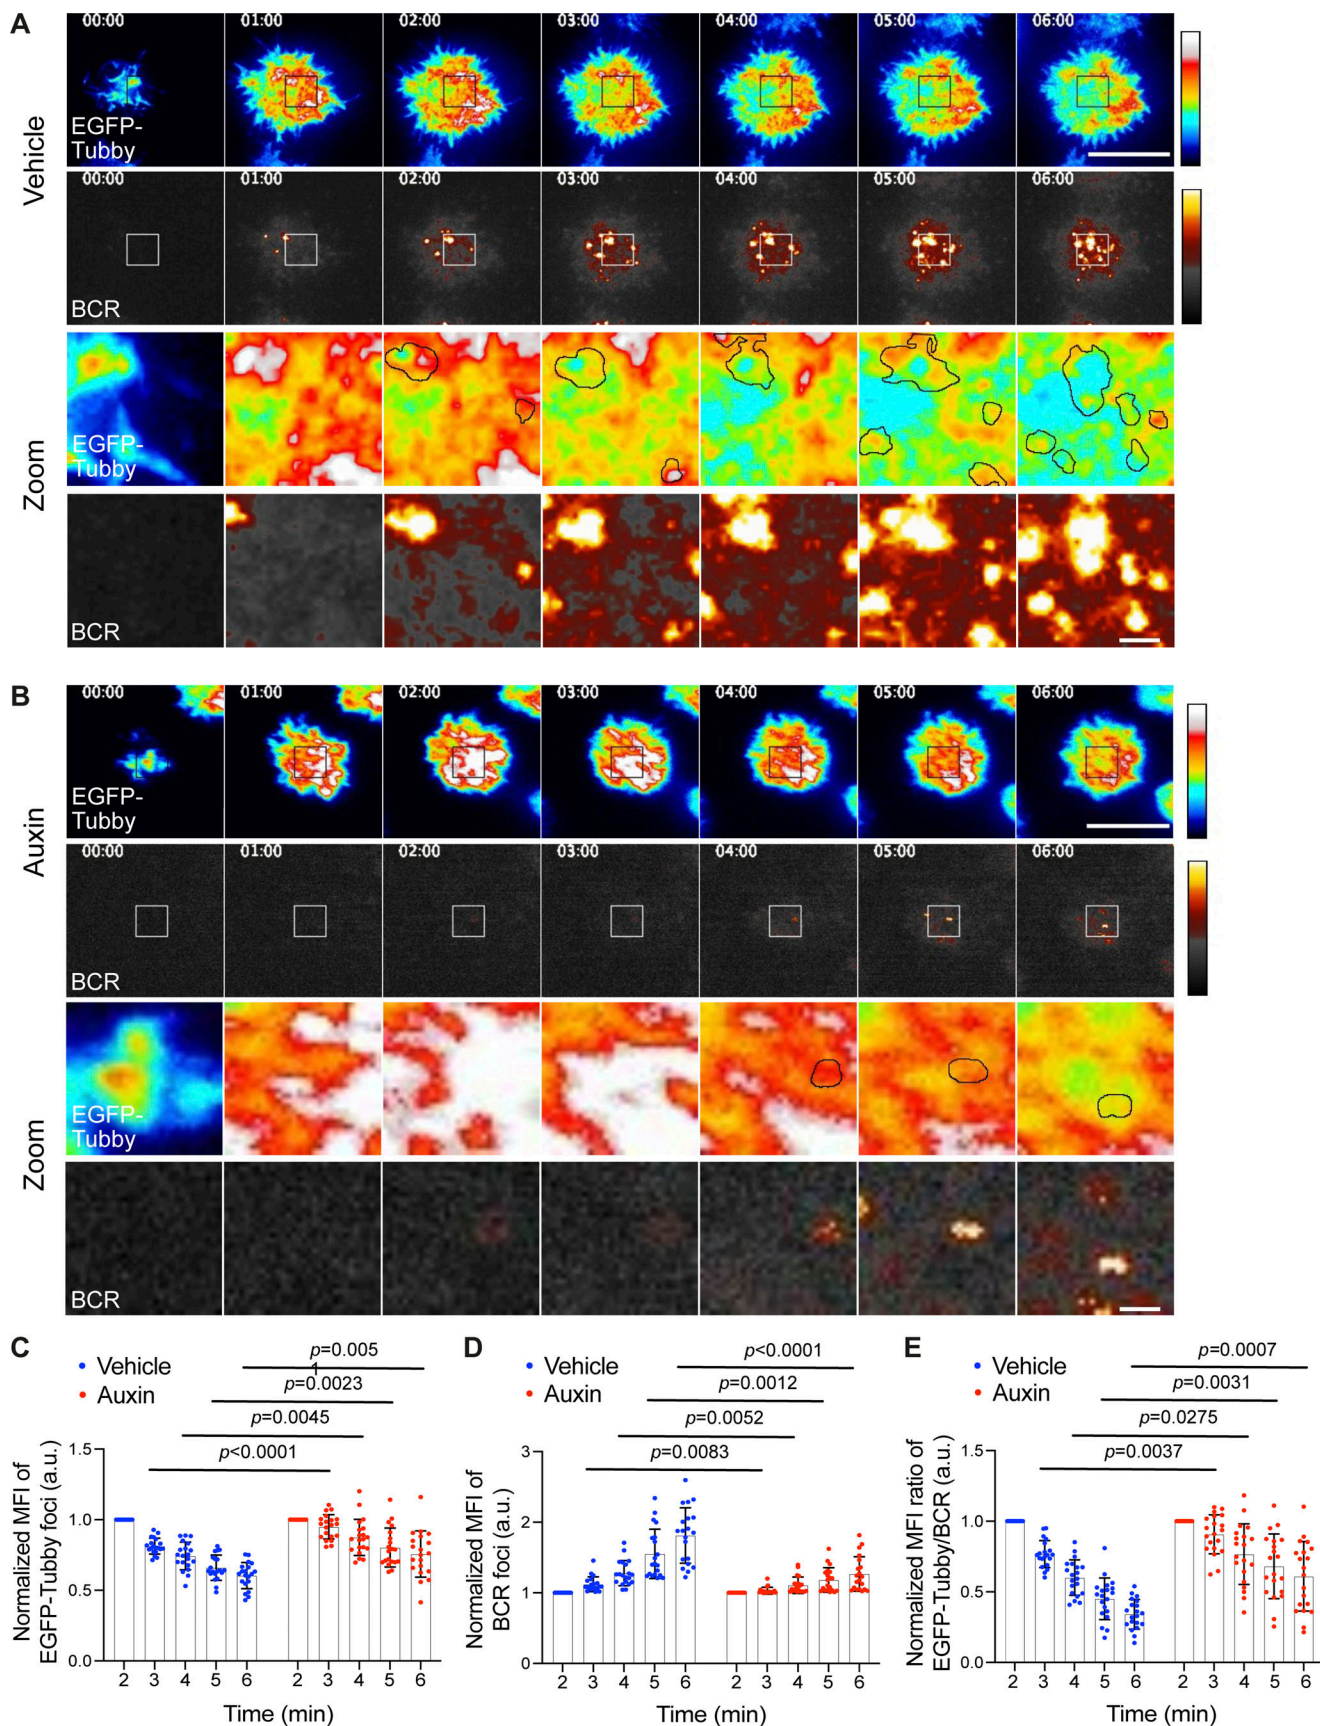 A
Vehicle
00:00 01:00 02:00 03:00 04:00 05:00 06:00
EGFP-
Tubby
00:00 01:00 02:00 03:00 04:00 05:00 06:00
BCR
Zoom
EGFP-
Tubby
BCR
B
Auxin
00:00 01:00 02:00 03:00 04:00 05:00 06:00
EGFP-
Tubby
00:00 01:00 02:00 03:00 04:00 05:00 06:00
BCR
Zoom
EGFP-
Tubby
BCR
C
Vehicle
Auxin
p=0.005
1
p=0.0023
p=0.0045
p<0.0001
Normalized MFI of
EGFP-Tubby foci (a.u.)
1.5
1.0
0.5
0.0
2 3 4 5 6 2 3 4 5 6
Time (min)
D
Vehicle
Auxin
p<0.0001
p=0.0012
p=0.0052
p=0.0083
Normalized MFI of
BCR foci (a.u.)
3
2
1
0
2 3 4 5 6 2 3 4 5 6
Time (min)
E
Vehicle
Auxin
p=0.0007
p=0.0031
p=0.0275
p=0.0037
Normalized MFI ratio of
EGFP-Tubby/BCR (a.u.)
1.5
1.0
0.5
0.0
2 3 4 5 6 2 3 4 5 6
Time (min)